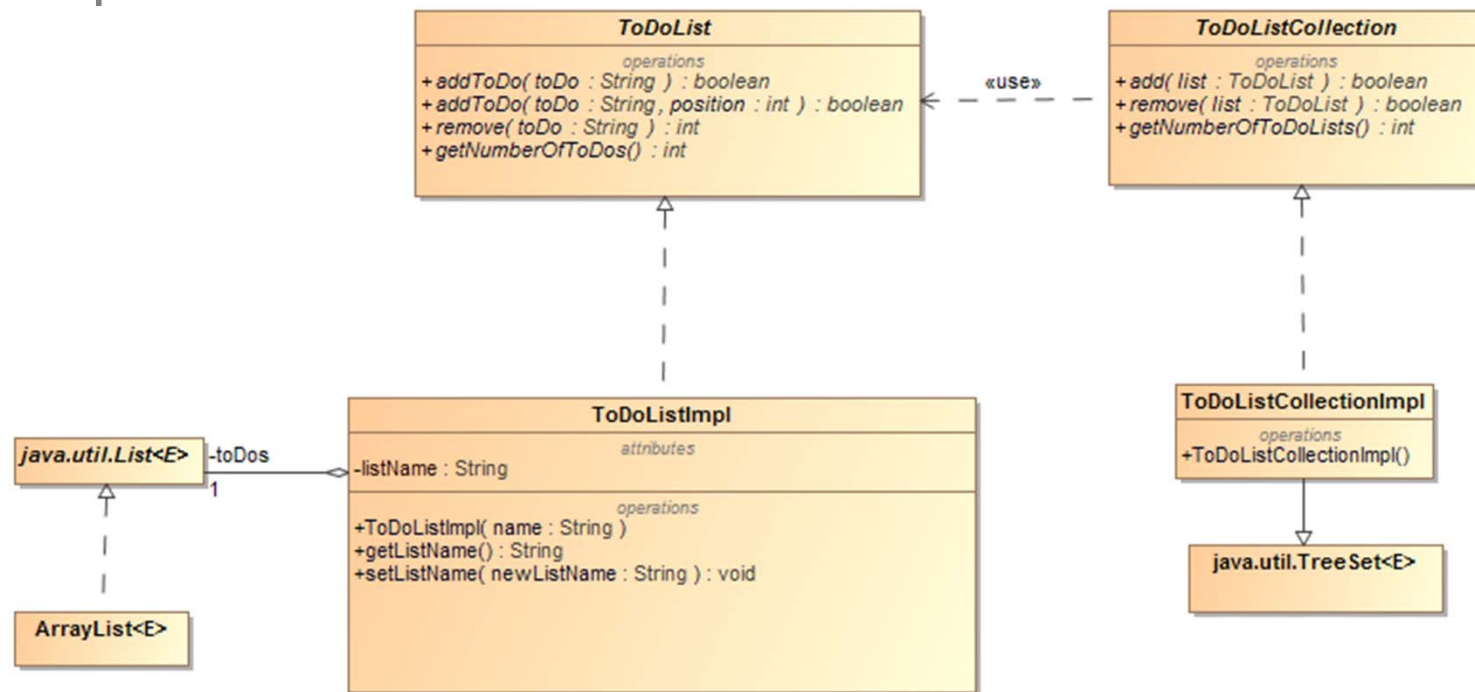 ToDoList
operations
+ addToDo( toDo : String ) : boolean
+ addToDo( toDo : String, position : int ) : boolean
+ remove( toDo : String ) : int
+ getNumberOfToDos() : int
«use»
ToDoListCollection
operations
+ add( list : ToDoList ) : boolean
+ remove( list : ToDoList ) : boolean
+ getNumberOfToDoLists() : int
ToDoListImpl
attributes
-listName : String
operations
+ToDoListImpl( name : String )
+getListName() : String
+setListName( newListName : String ) : void
java.util.List<E>
-toDos
1
ArrayList<E>
ToDoListCollectionImpl
operations
+ToDoListCollectionImpl()
java.util.TreeSet<E>